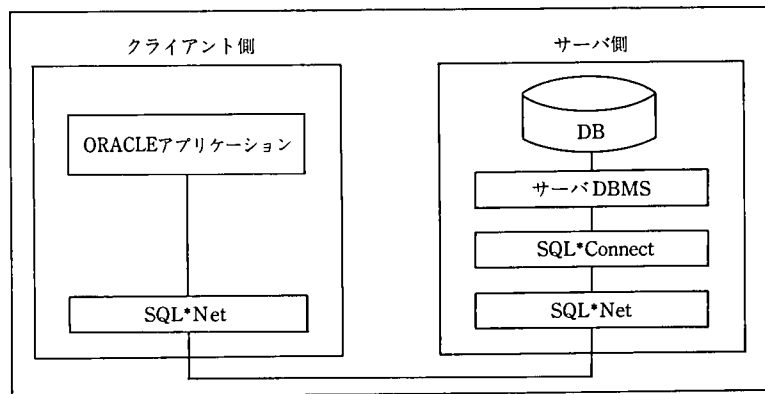 クライアント側
サーバ側
ORACLEアプリケーション
SQL*Net
DB
サーバDBMS
SQL*Connect
SQL*Net